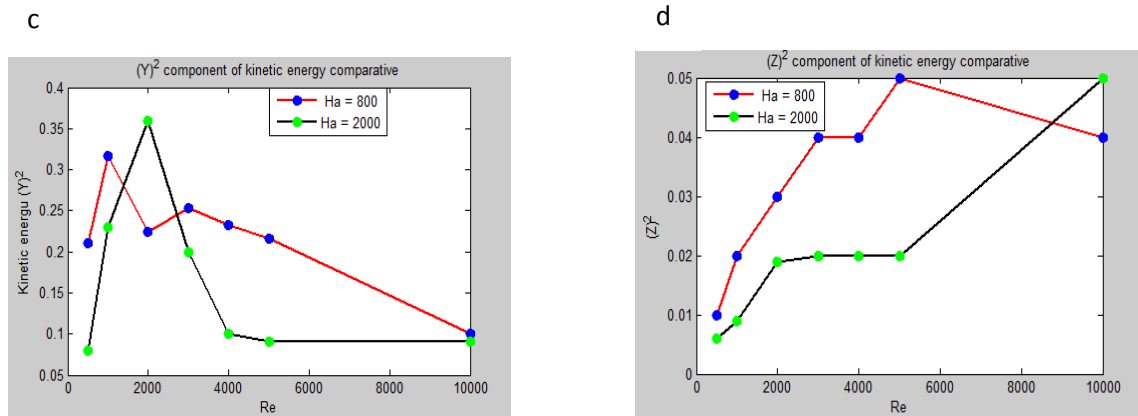 c
(Y)² component of kinetic energy comparative
Ha = 800
Ha = 2000
Kinetic energu (Y)²
0.4
0.35
0.3
0.25
0.2
0.15
0.1
0.05
0 2000 4000 6000 8000 10000
Re
d
(Z)² component of kinetic energy comparative
Ha = 800
Ha = 2000
(Z)²
0.05
0.04
0.03
0.02
0.01
0
0 2000 4000 6000 8000 10000
Re